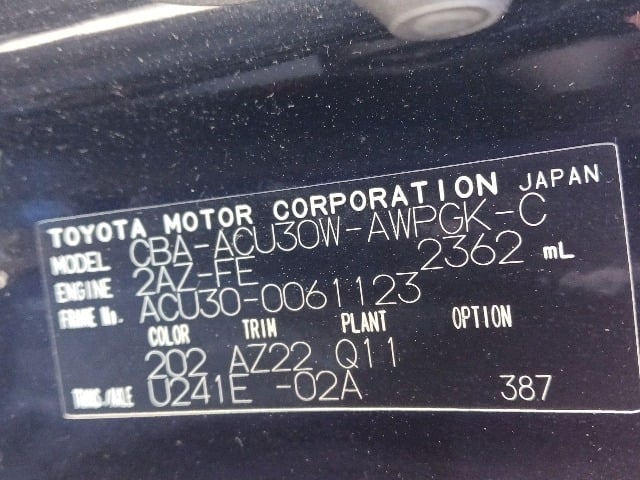 TOYOTA MOTOR CORPORATION JAPAN
MODEL CBA-ACU30W-AWPGK-C
ENGINE 2AZ-FE 2362 mL
FRAME No. ACU30-0061123
COLOR TRIM PLANT OPTION
202 AZ22 Q11
TRANS/AXLE U241E -02A 387